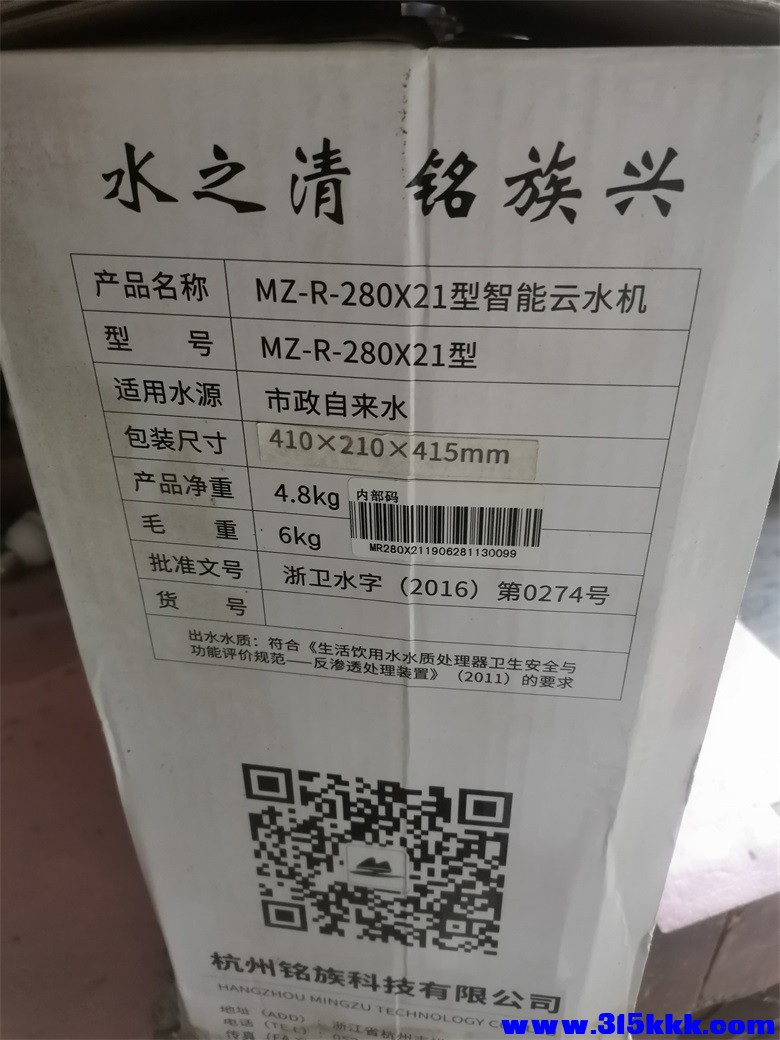 水之清 铭族兴
产品名称 MZ-R-280X21型智能云水机
型 号 MZ-R-280X21型
适用水源 市政自来水
包装尺寸 410×210×415mm
产品净重 4.8kg
内部码
MR280X211906281130099
毛 重 6kg
批准文号 浙卫水字（2016）第0274号
货 号
出水水质：符合《生活饮用水水质处理器卫生安全与
功能评价规范——反渗透处理装置》（2011）的要求
杭州铭族科技有限公司
HANGZHOU MINGZU TECHNOLOGY
地址（ADD）：浙江省杭州
电话（TEL）
传真
www.315kkk.com